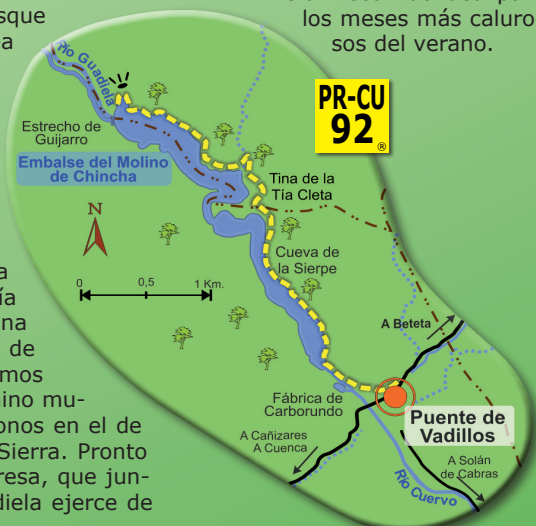 sque
los meses más caluro
sos del verano.
PR-CU
92
®
Río Guadiela
Estrecho de
Guijarro
Embalse del Molino
de Chincha
Tina de la
Tía Cleta
N
Cueva de
la Sierpe
0 0,5 1 Km.
A Beteta
Fábrica de
Carborundo
Puente de
Vadillos
A Cañizares
A Cuenca
A Solán
de Cabras
Río Cuervo
a
ía
na
de
mos
ino mu-
onos en el de
Sierra. Pronto
resa, que jun-
diela ejerce de